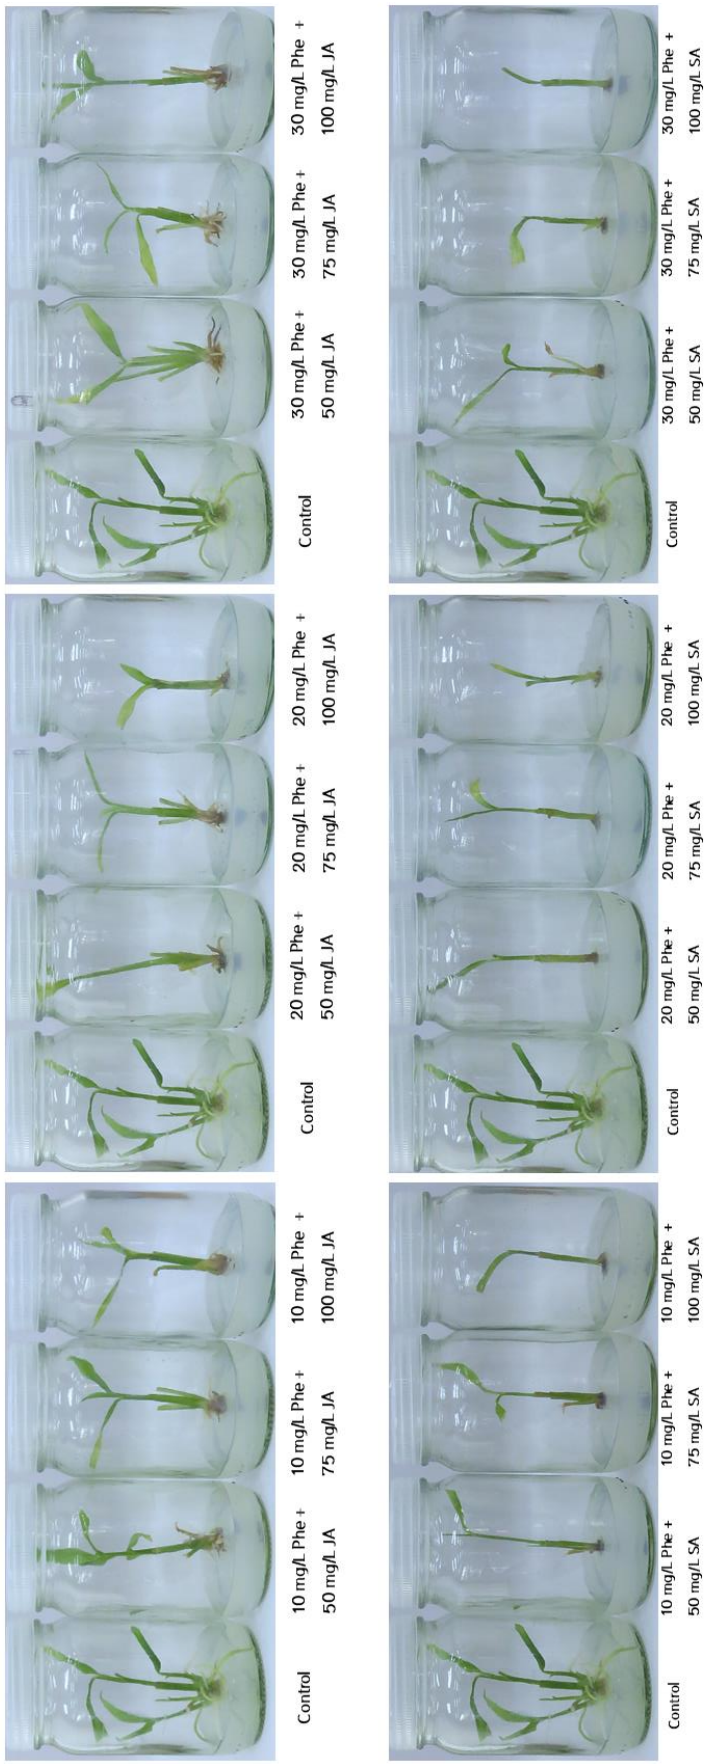 Control
10 mg/L Phe +
50 mg/L JA
10 mg/L Phe +
75 mg/L JA
10 mg/L Phe +
100 mg/L JA
Control
20 mg/L Phe +
50 mg/L JA
20 mg/L Phe +
75 mg/L JA
20 mg/L Phe +
100 mg/L JA
Control
30 mg/L Phe +
50 mg/L JA
30 mg/L Phe +
75 mg/L JA
30 mg/L Phe +
100 mg/L JA
Control
10 mg/L Phe +
50 mg/L SA
10 mg/L Phe +
75 mg/L SA
10 mg/L Phe +
100 mg/L SA
Control
20 mg/L Phe +
50 mg/L SA
20 mg/L Phe +
75 mg/L SA
20 mg/L Phe +
100 mg/L SA
Control
30 mg/L Phe +
50 mg/L SA
30 mg/L Phe +
75 mg/L SA
30 mg/L Phe +
100 mg/L SA